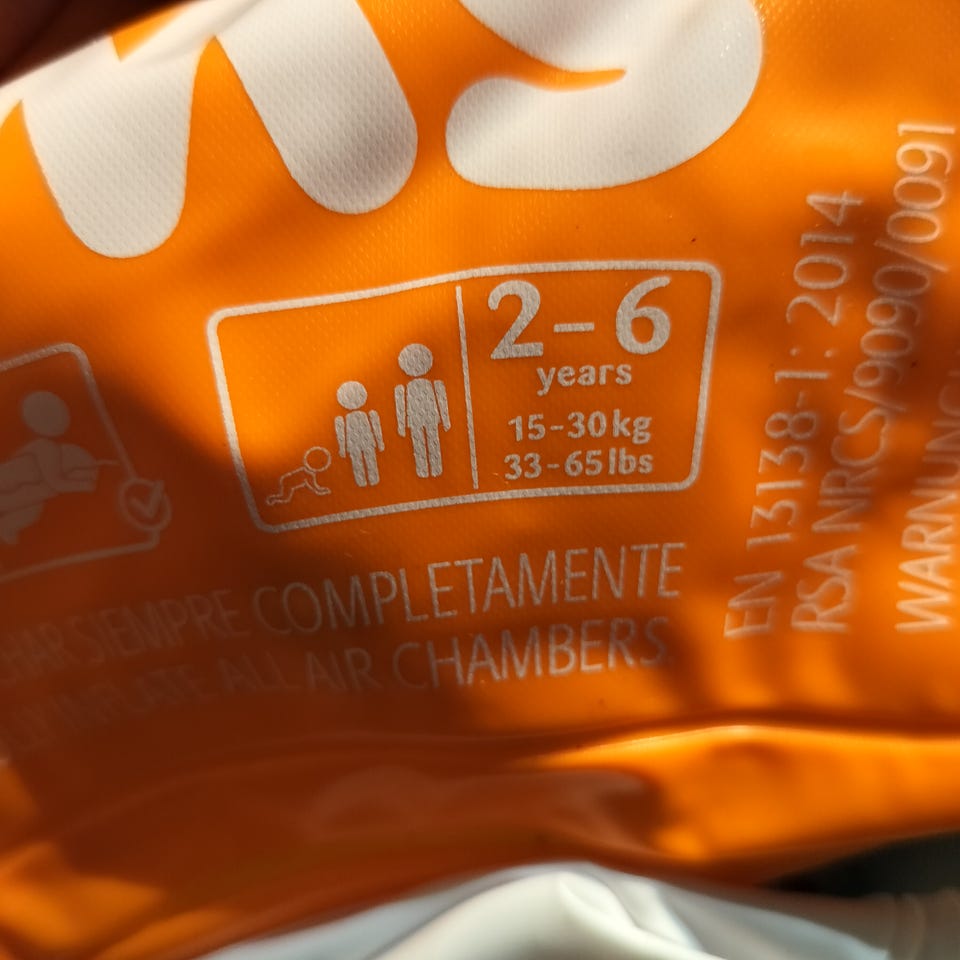 2-6
years
15-30kg
33-65lbs
SIEMPRE COMPLETAMENTE
INFLATE ALL AIR CHAMBERS.
EN 13138-1: 2014
RSA NRCS/9090/0091